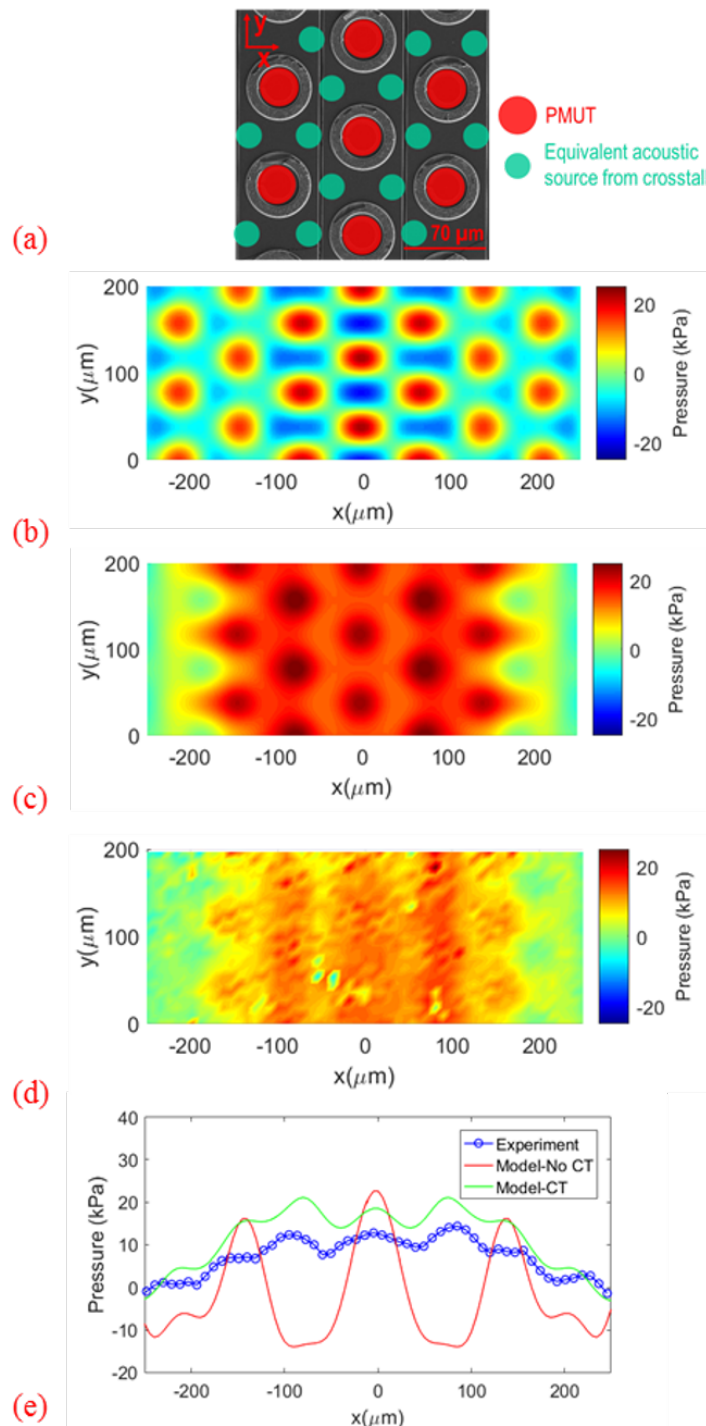 y
x
PMUT
Equivalent acoustic
source from crosstall
70 µm
(a)
200
100
0
y(μm)
-200 -100 0 100 200
x(μm)
20
0
-20
Pressure (kPa)
(b)
200
100
0
y(μm)
-200 -100 0 100 200
x(μm)
20
0
-20
Pressure (kPa)
(c)
200
100
0
y(μm)
-200 -100 0 100 200
x(μm)
20
0
-20
Pressure (kPa)
(d)
40
30
20
10
0
-10
-20
Pressure (kPa)
Experiment
Model-No CT
Model-CT
-200 -100 0 100 200
x(μm)
(e)